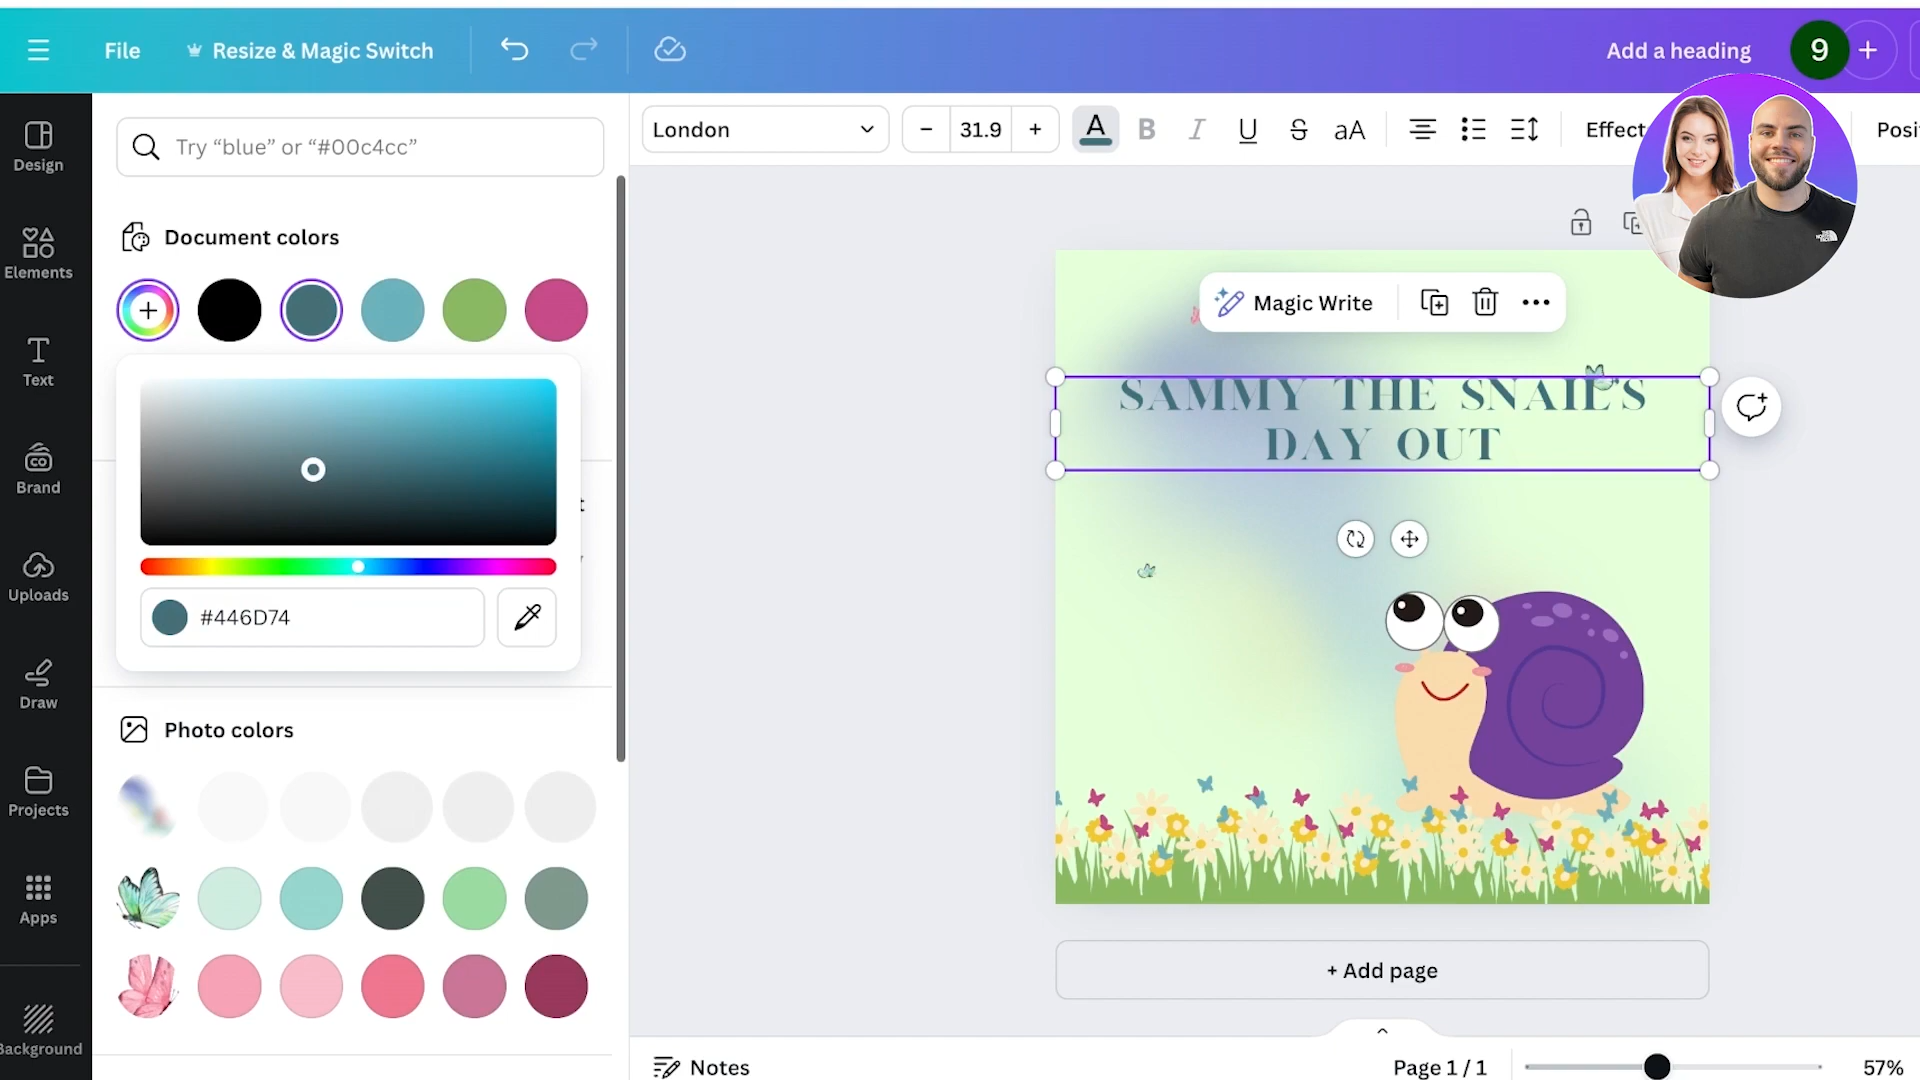 File
Resize & Magic Switch
Add a heading
9
Design
Elements
Text
Brand
Uploads
Draw
Projects
Apps
Background
Try “blue” or “#00c4cc”
Document colors
#446D74
Photo colors
London
31.9
A B I U S aA
Effect
Posi
Magic Write
SAMMY THE SNAIL'S
DAY OUT
+ Add page
Notes
Page 1 / 1
57%